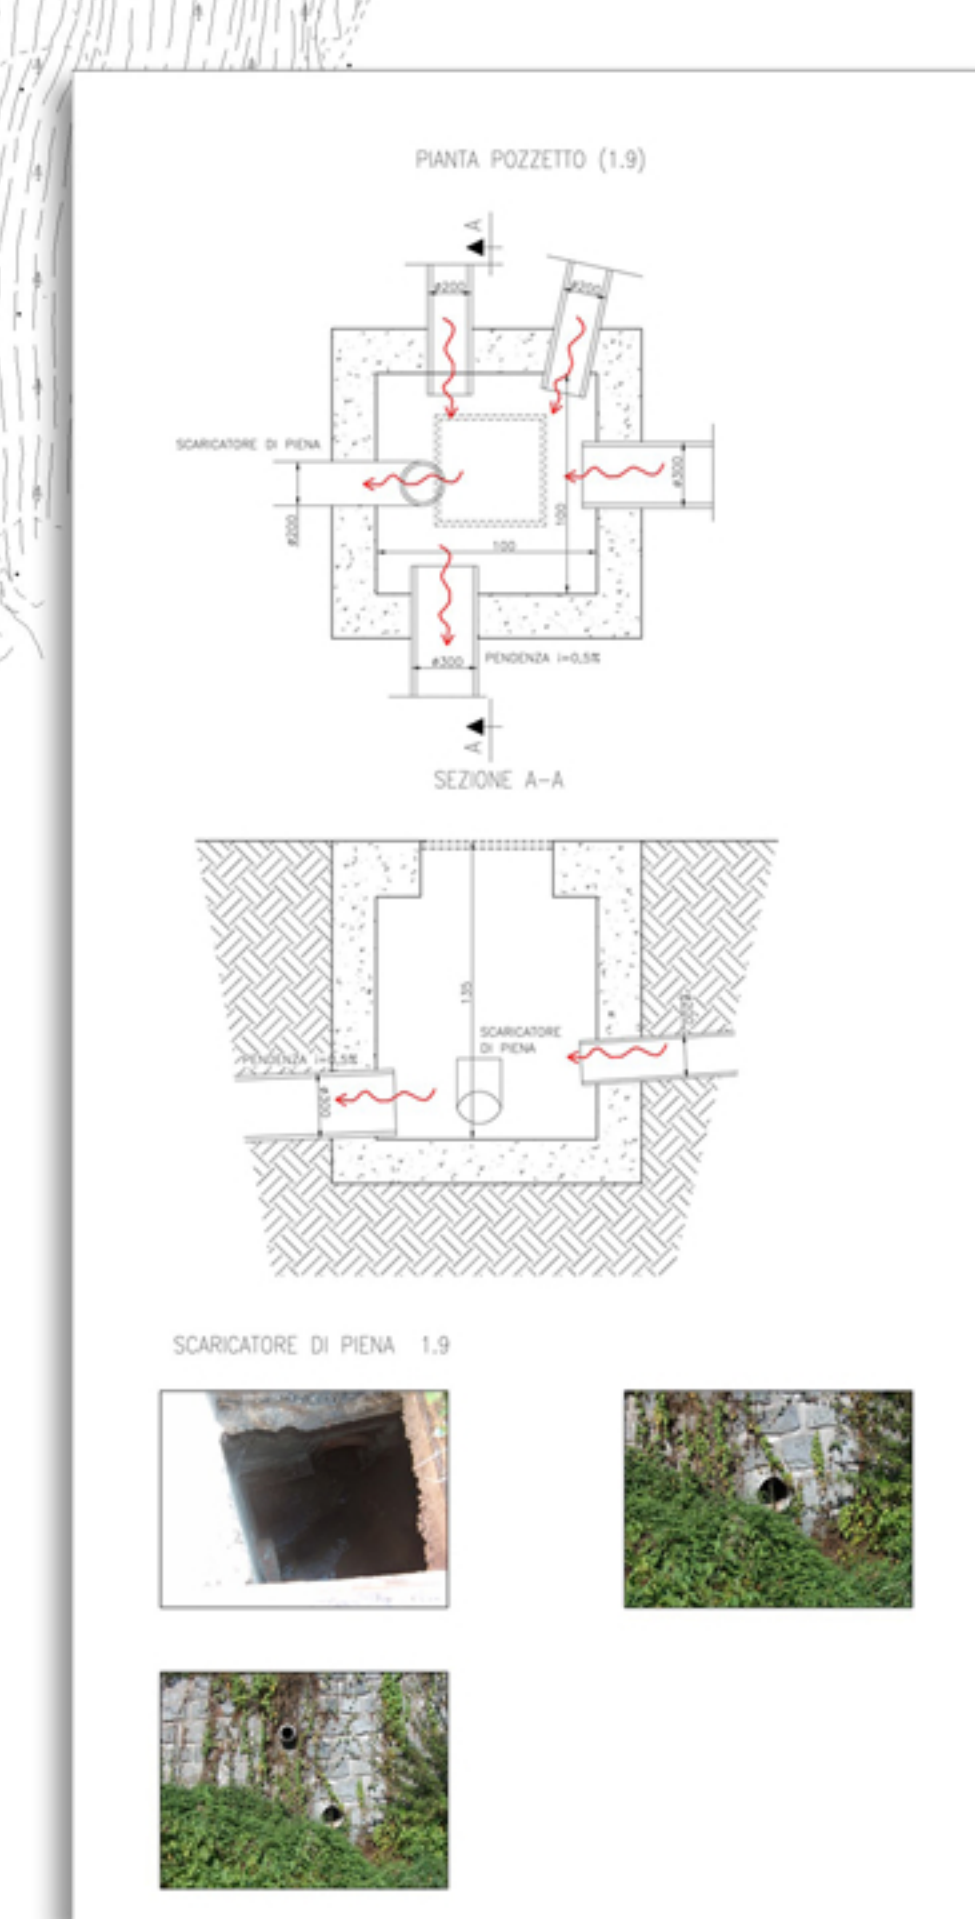 PIANTA POZZETTO (1.9)
A
ø200
ø200
SCARICATORE DI PIENA
ø300
ø200
100
100
ø300
PENDENZA i=0,5%
A
SEZIONE A-A
135
ø200
SCARICATORE
DI PIENA
PENDENZA i=0,5%
ø300
SCARICATORE DI PIENA 1.9